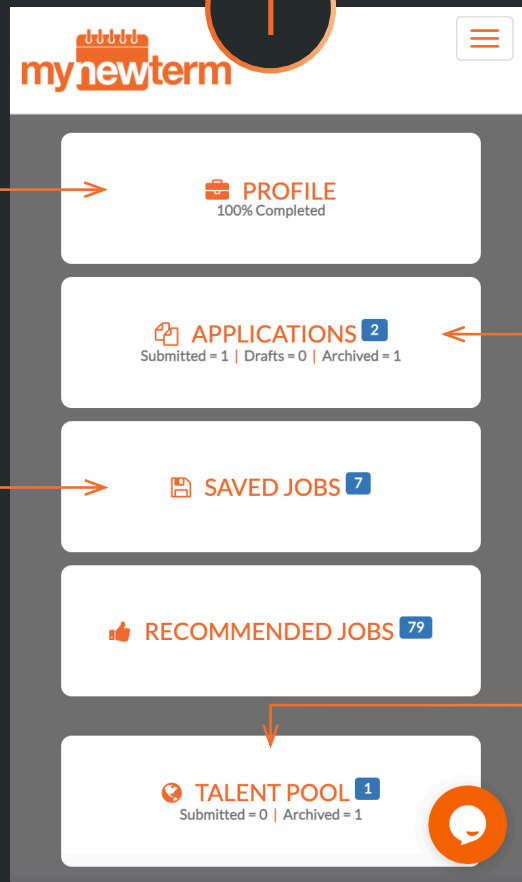 mynewterm
PROFILE
100% Completed
APPLICATIONS 2
Submitted = 1 | Drafts = 0 | Archived = 1
SAVED JOBS 7
RECOMMENDED JOBS 79
TALENT POOL 1
Submitted = 0 | Archived = 1